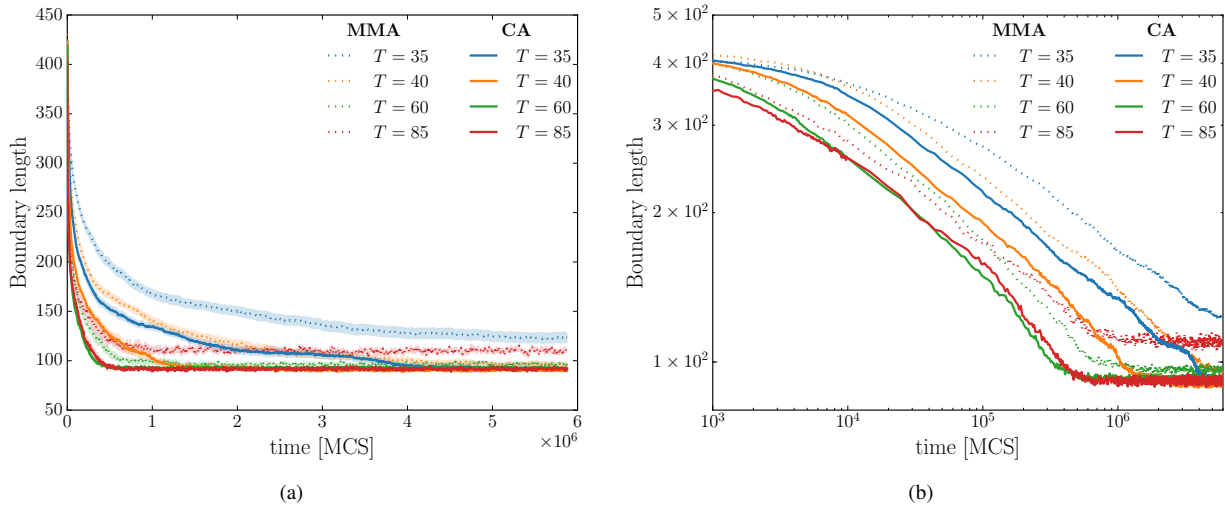 450
400
350
300
250
200
150
100
50
Boundary length
MMA CA
T = 35 T = 35
T = 40 T = 40
T = 60 T = 60
T = 85 T = 85
0 1 2 3 4 5 6
×10⁶
time [MCS]
(a)
5 × 10²
4 × 10²
3 × 10²
2 × 10²
1 × 10²
Boundary length
MMA CA
T = 35 T = 35
T = 40 T = 40
T = 60 T = 60
T = 85 T = 85
10³ 10⁴ 10⁵ 10⁶
time [MCS]
(b)